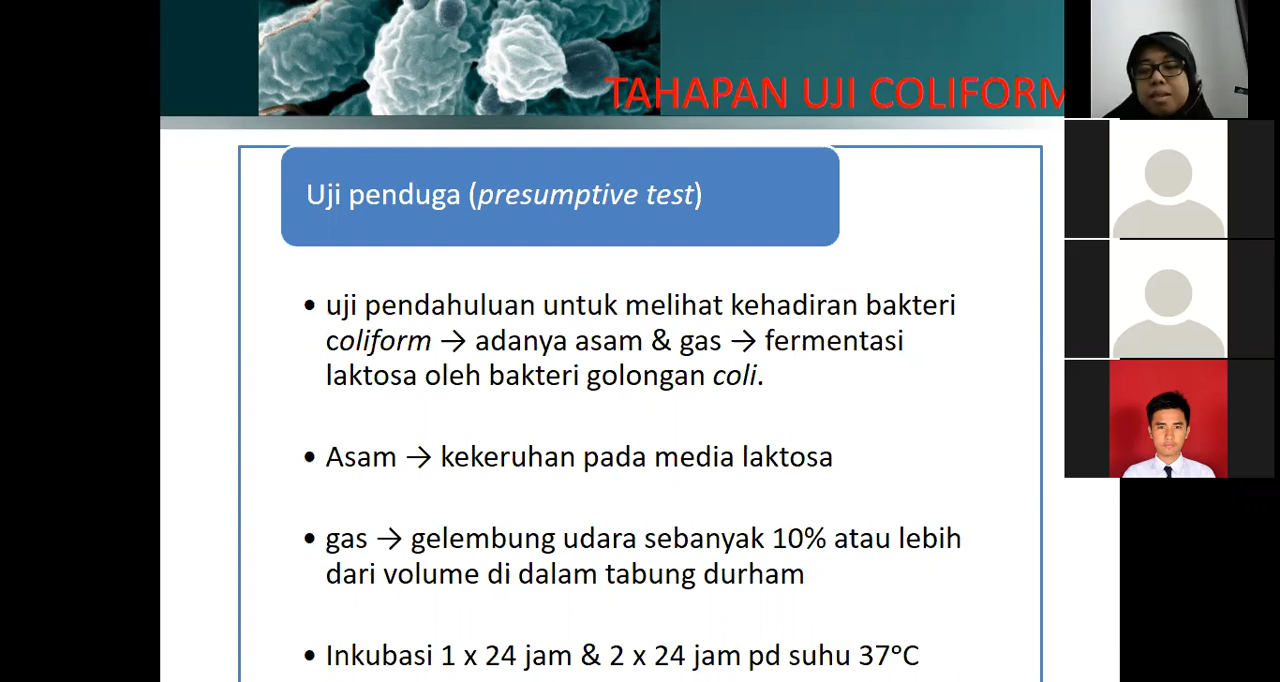 TAHAPAN UJI COLIFORM
Uji penduga (presumptive test)
• uji pendahuluan untuk melihat kehadiran bakteri
coliform → adanya asam & gas → fermentasi
laktosa oleh bakteri golongan coli.
• Asam → kekeruhan pada media laktosa
• gas → gelembung udara sebanyak 10% atau lebih
dari volume di dalam tabung durham
• Inkubasi 1 x 24 jam & 2 x 24 jam pd suhu 37°C